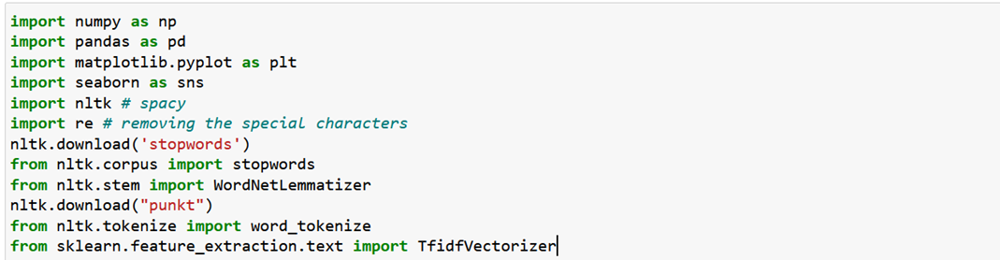 import numpy as np
import pandas as pd
import matplotlib.pyplot as plt
import seaborn as sns
import nltk # spacy
import re # removing the special characters
nltk.download('stopwords')
from nltk.corpus import stopwords
from nltk.stem import WordNetLemmatizer
nltk.download("punkt")
from nltk.tokenize import word_tokenize
from sklearn.feature_extraction.text import TfidfVectorizer